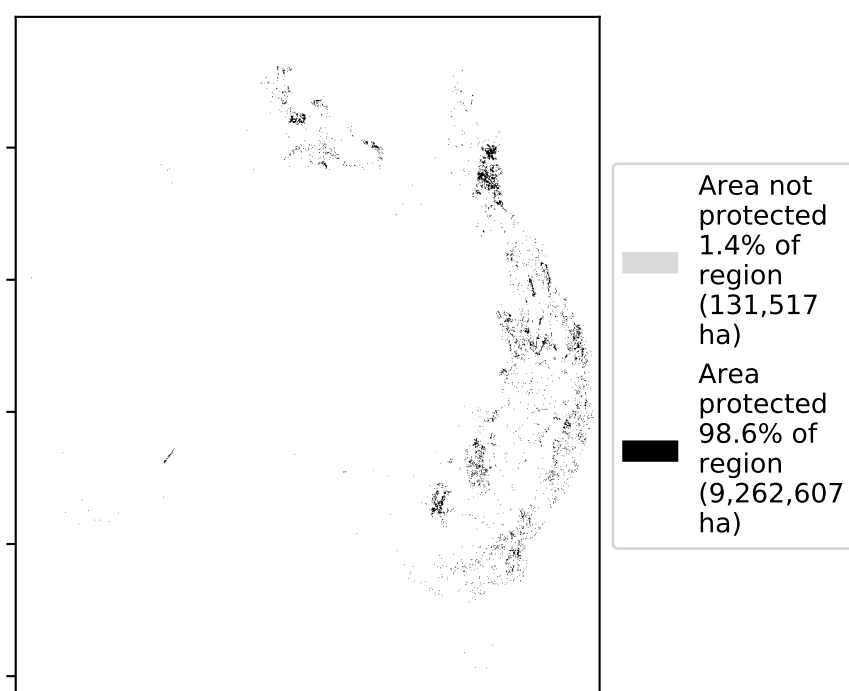 Area not
protected
1.4% of
region
(131,517
ha)
Area
protected
98.6% of
region
(9,262,607
ha)